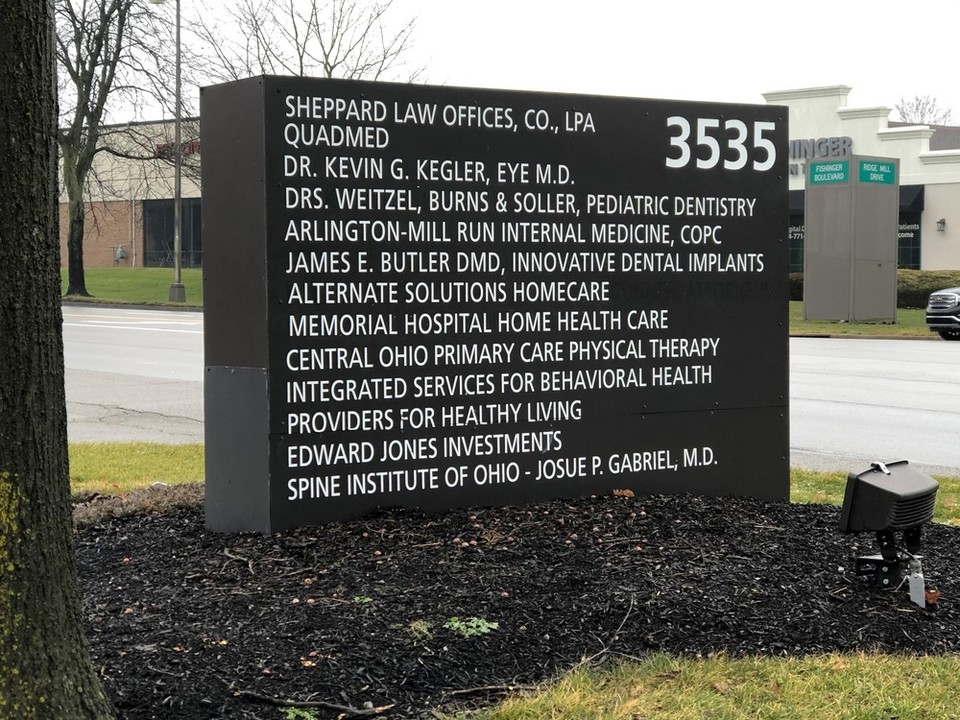 SHEPPARD LAW OFFICES, CO., LPA
QUADMED
3535
DR. KEVIN G. KEGLER, EYE M.D.
DRS. WEITZEL, BURNS & SOLLER, PEDIATRIC DENTISTRY
ARLINGTON-MILL RUN INTERNAL MEDICINE, COPC
JAMES E. BUTLER DMD, INNOVATIVE DENTAL IMPLANTS
ALTERNATE SOLUTIONS HOMECARE
MEMORIAL HOSPITAL HOME HEALTH CARE
CENTRAL OHIO PRIMARY CARE PHYSICAL THERAPY
INTEGRATED SERVICES FOR BEHAVIORAL HEALTH
PROVIDERS FOR HEALTHY LIVING
EDWARD JONES INVESTMENTS
SPINE INSTITUTE OF OHIO - JOSUE P. GABRIEL, M.D.
FISHINGER
BOULEVARD
RIDGE MILL
DRIVE